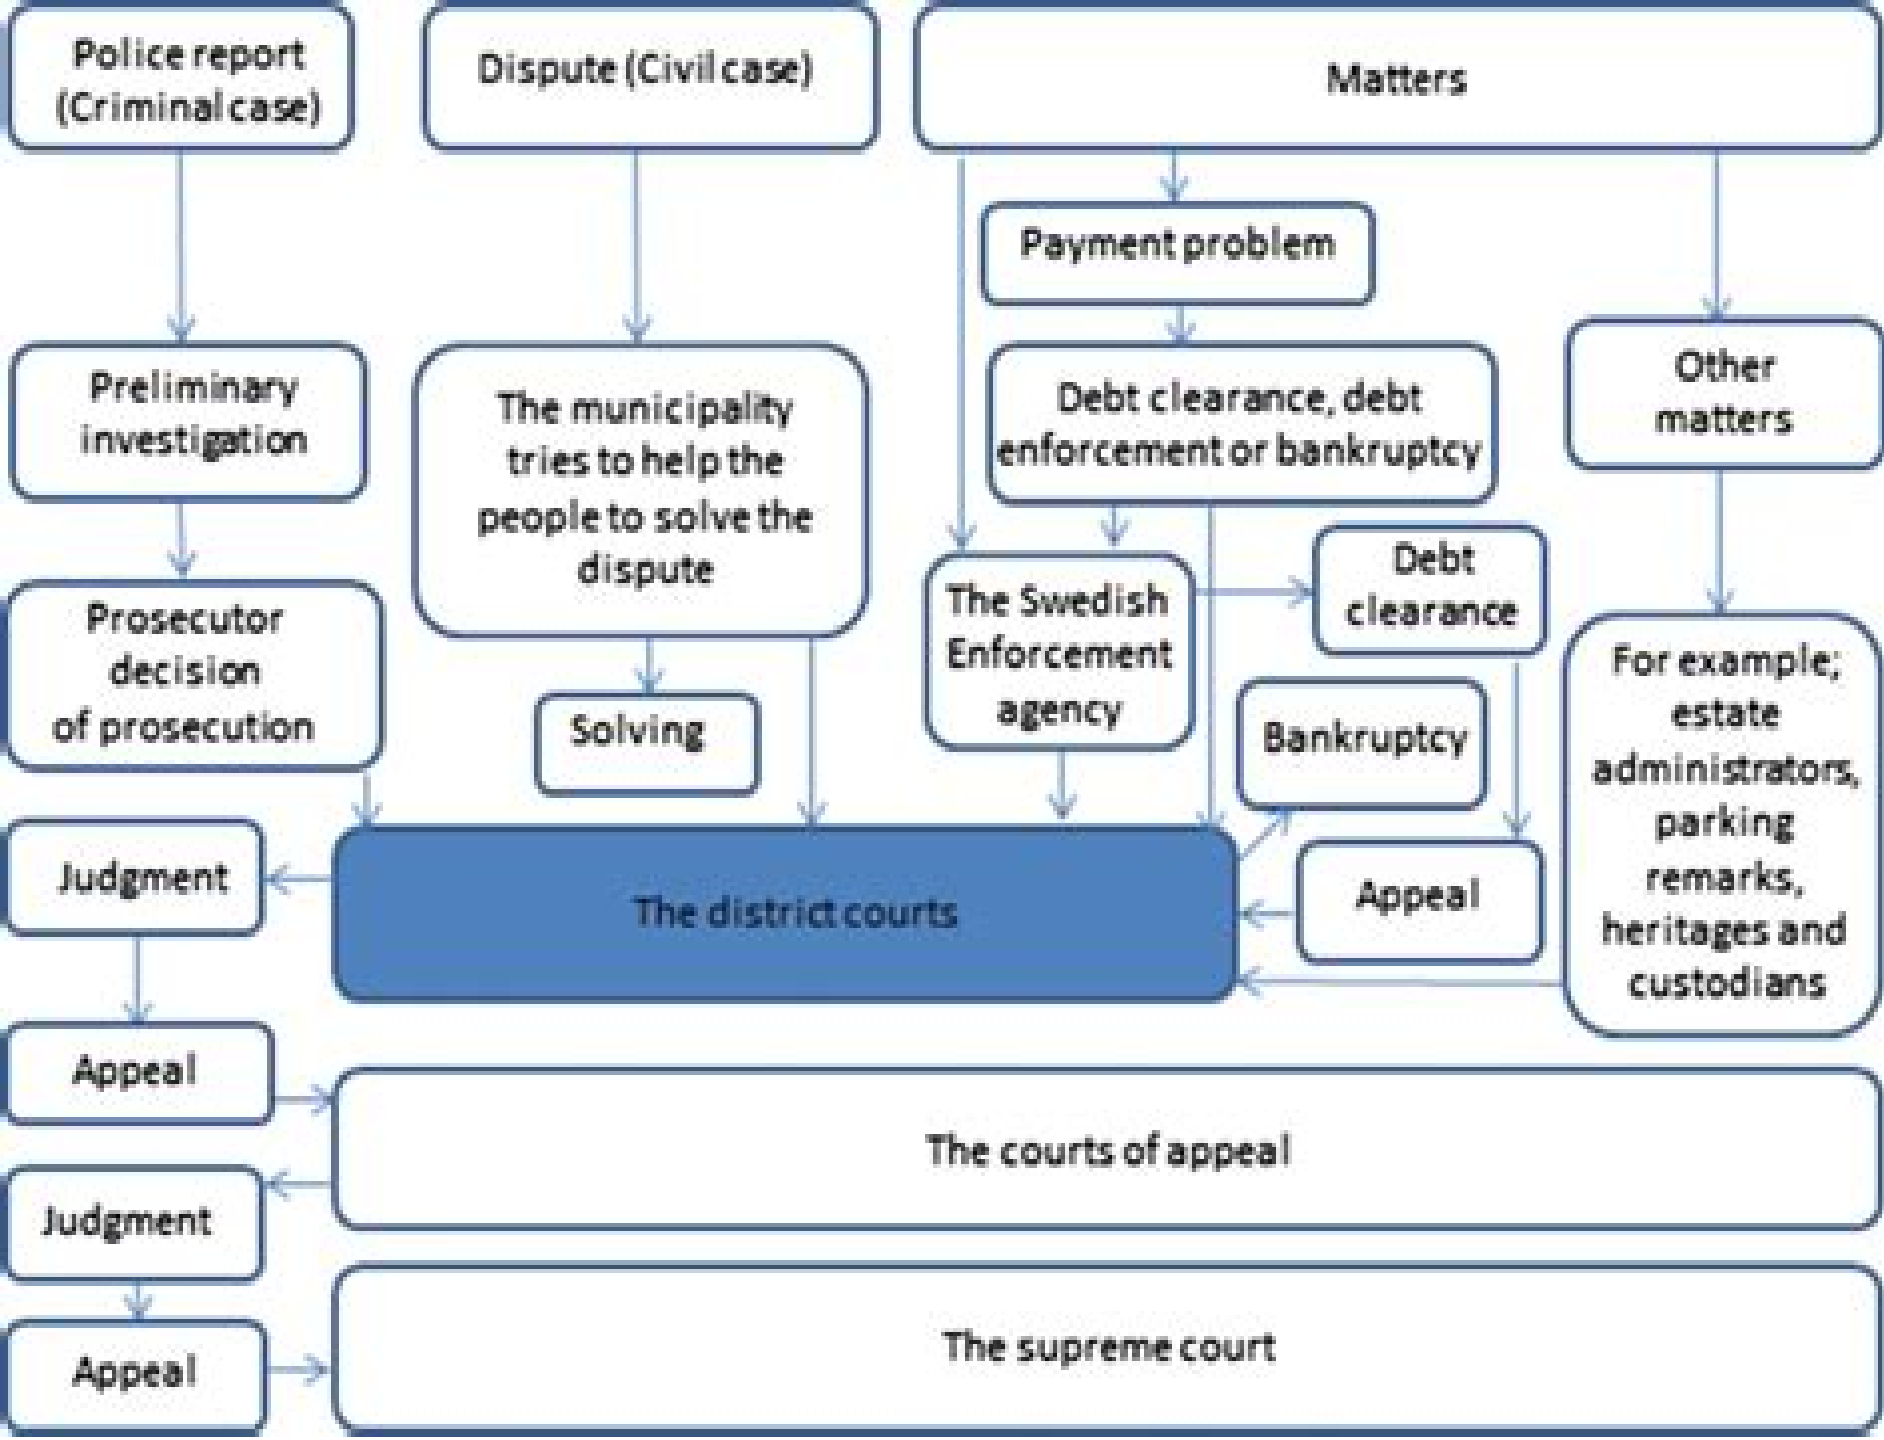 Police report
(Criminal case)
Dispute (Civil case)
Matters
Payment problem
Preliminary
investigation
The municipality
tries to help the
people to solve the
dispute
Debt clearance, debt
enforcement or bankruptcy
Other
matters
Prosecutor
decision
of prosecution
Solving
The Swedish
Enforcement
agency
Debt
clearance
Bankruptcy
For example;
estate
administrators,
parking
remarks,
heritages and
custodians
Judgment
The district courts
Appeal
Appeal
The courts of appeal
Judgment
Appeal
The supreme court